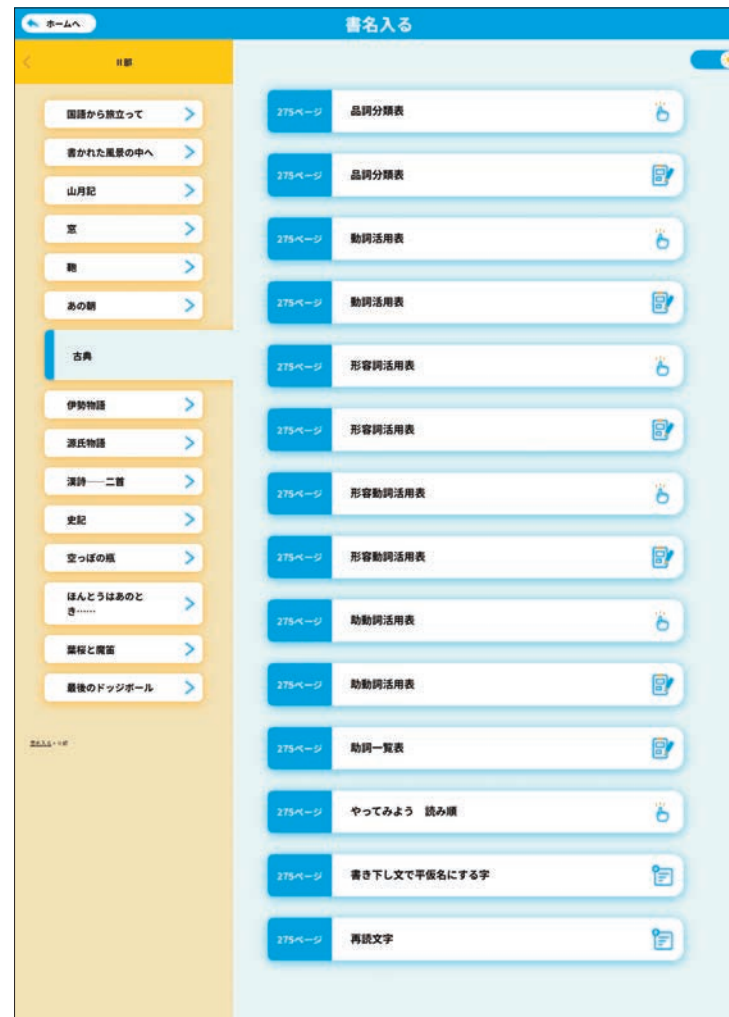 ホームへ
書名入る
II部
国語から旅立って
書かれた風景の中へ
山月記
窓
鞄
あの朝
古典
伊勢物語
源氏物語
漢詩――二首
史記
空っぽの瓶
ほんとうはあのと
き……
葉桜と魔笛
最後のドッジボール
書名入る > II部
275ページ 品詞分類表
275ページ 品詞分類表
275ページ 動詞活用表
275ページ 動詞活用表
275ページ 形容詞活用表
275ページ 形容詞活用表
275ページ 形容動詞活用表
275ページ 形容動詞活用表
275ページ 助動詞活用表
275ページ 助動詞活用表
275ページ 助詞一覧表
275ページ やってみよう　読み順
275ページ 書き下し文で平仮名にする字
275ページ 再読文字